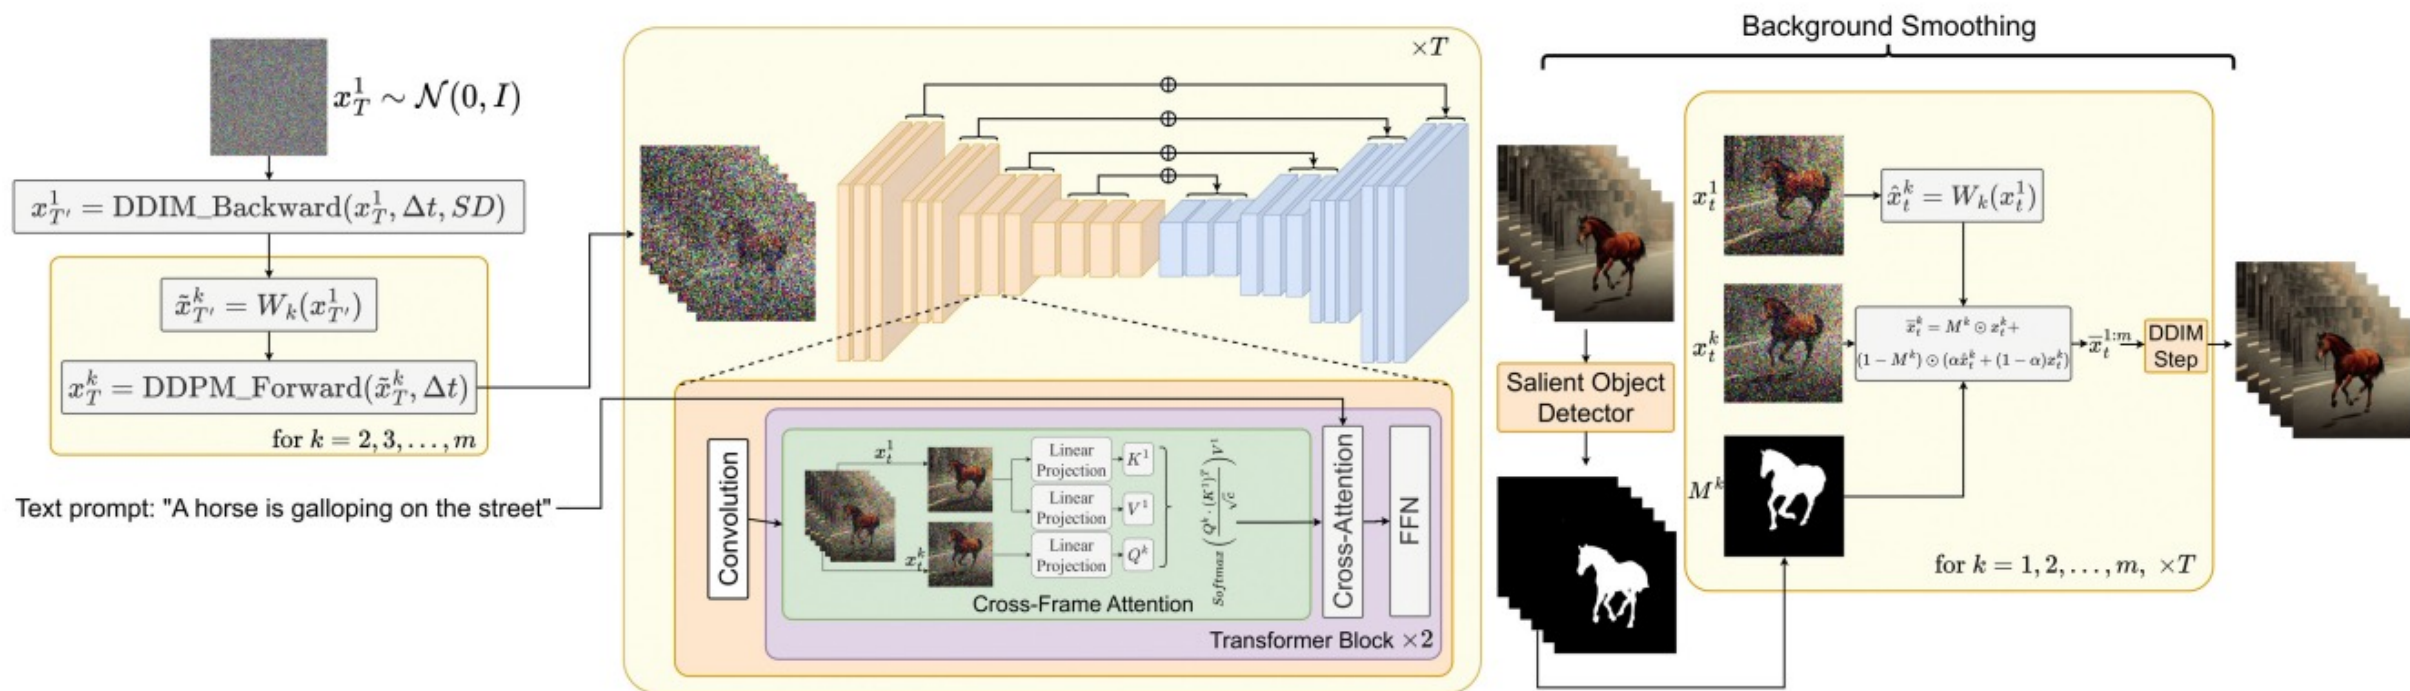 x_T^1 ∼ 𝒩(0, I)
x_{T'}^1 = DDIM_Backward(x_T^1, Δt, SD)
x̃_{T'}^k = W_k(x_{T'}^1)
x_T^k = DDPM_Forward(x̃_T^k, Δt)
for k = 2, 3, . . . , m
Text prompt: "A horse is galloping on the street"
×T
Convolution
x_t^1
x_t^k
Linear
Projection
K^1
Linear
Projection
V^1
Linear
Projection
Q^k
Softmax (Q^k · (K^1)^T / √c) V^1
Cross-Frame Attention
Cross-Attention
FFN
Transformer Block ×2
Background Smoothing
Salient Object
Detector
x_t^1
x̂_t^k = W_k(x_t^1)
x_t^k
x̄_t^k = M^k ⊙ x_t^k +
(1 − M^k) ⊙ (αx̂_t^k + (1 − α)x_t^k)
x̄_t^{1:m}
DDIM
Step
M^k
for k = 1, 2, . . . , m, ×T